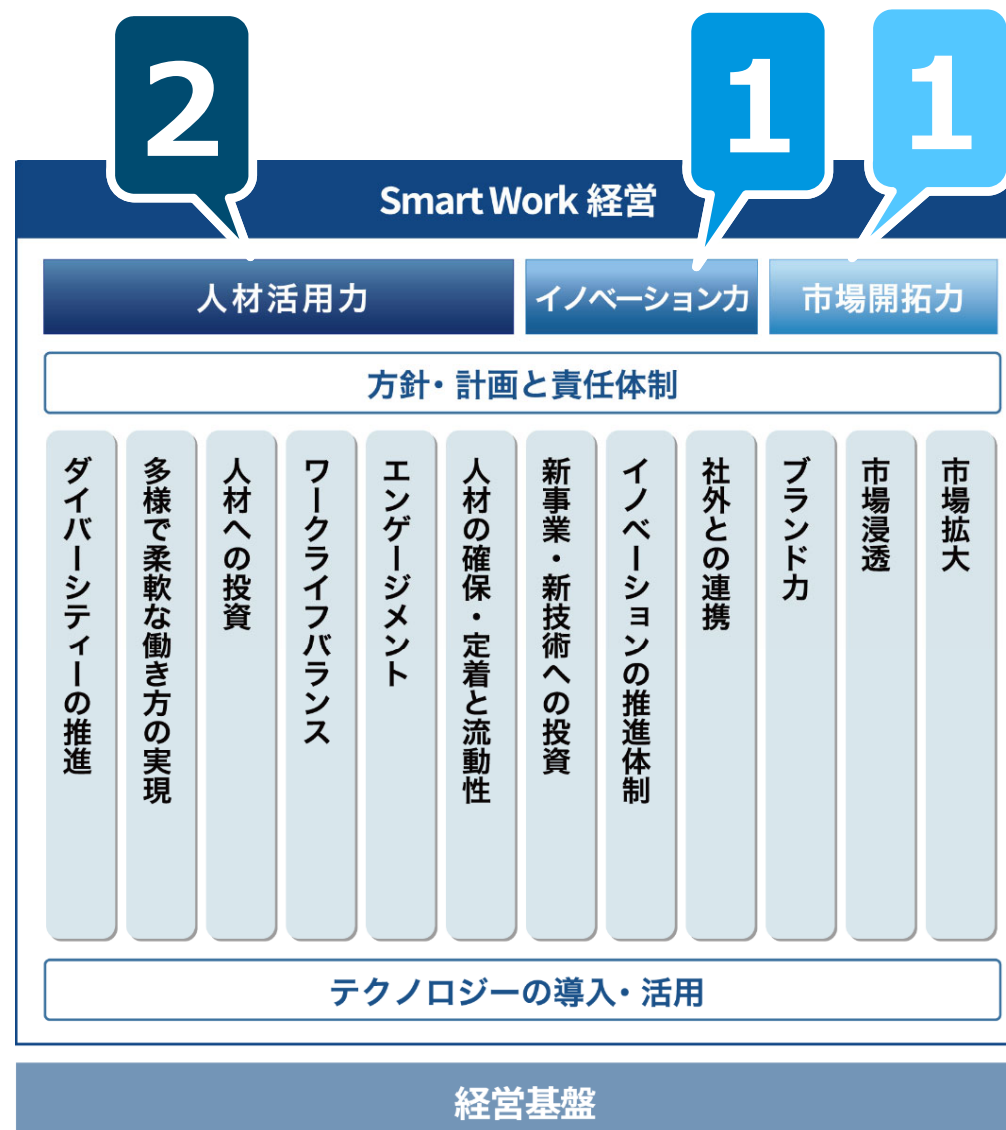 2
1
1
Smart Work 経営
人材活用力
イノベーション力
市場開拓力
方針・計画と責任体制
ダイバーシティーの推進
多様で柔軟な働き方の実現
人材への投資
ワークライフバランス
エンゲージメント
人材の確保・定着と流動性
新事業・新技術への投資
イノベーションの推進体制
社外との連携
ブランド力
市場浸透
市場拡大
テクノロジーの導入・活用
経営基盤